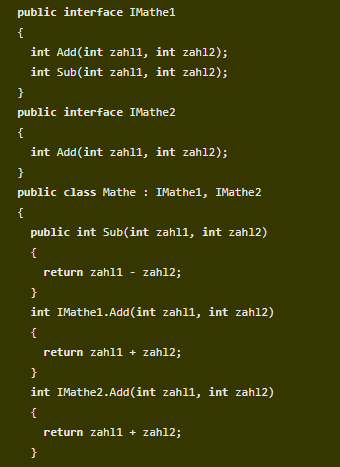 public interface IMathe1
{
int Add(int zahl1, int zahl2);
int Sub(int zahl1, int zahl2);
}
public interface IMathe2
{
int Add(int zahl1, int zahl2);
}
public class Mathe : IMathe1, IMathe2
{
public int Sub(int zahl1, int zahl2)
{
return zahl1 - zahl2;
}
int IMathe1.Add(int zahl1, int zahl2)
{
return zahl1 + zahl2;
}
int IMathe2.Add(int zahl1, int zahl2)
{
return zahl1 + zahl2;
}